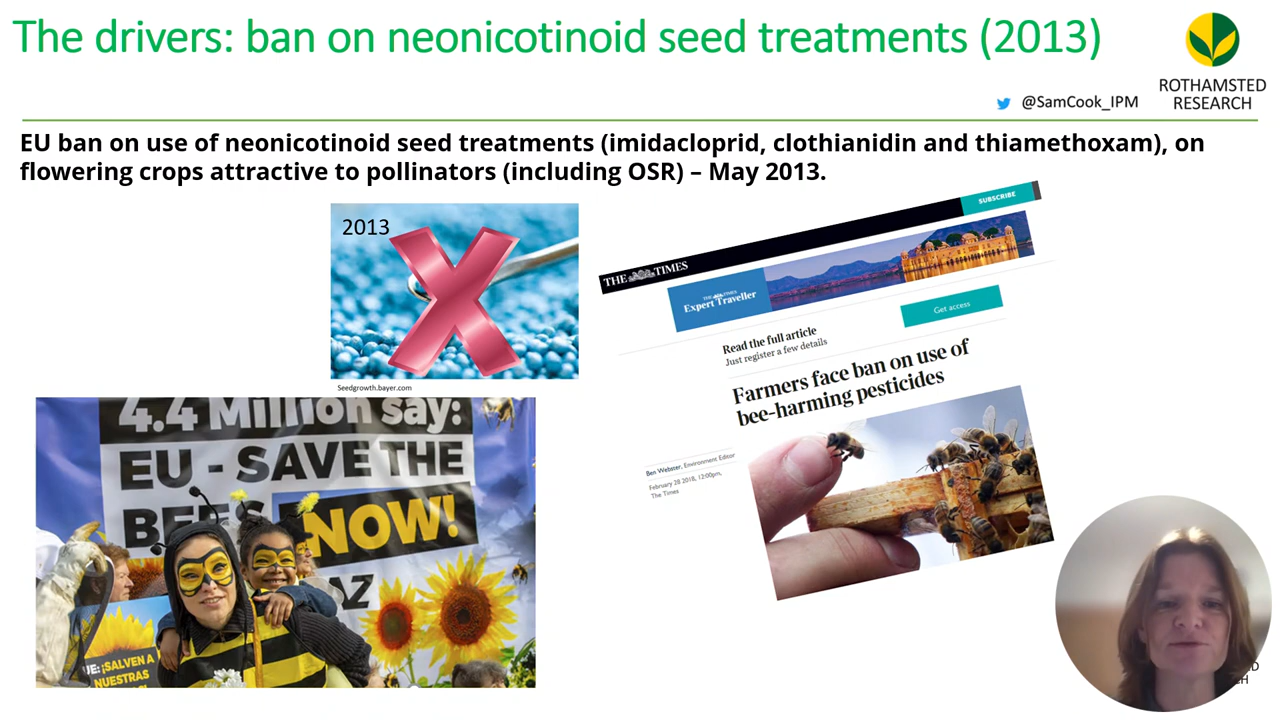 The drivers: ban on neonicotinoid seed treatments (2013)
@SamCook_IPM
ROTHAMSTED
RESEARCH
EU ban on use of neonicotinoid seed treatments (imidacloprid, clothianidin and thiamethoxam), on
flowering crops attractive to pollinators (including OSR) – May 2013.
2013
Seedgrowth.bayer.com
SUBSCRIBE
THE TIMES
THE TIMES
Expert Traveller
Get access
Read the full article
Just register a few details
Farmers face ban on use of
bee-harming pesticides
Ben Webster, Environment Editor
February 28 2018, 12:00pm,
The Times
4.4 Million say:
EU - SAVE THE
BEES NOW!
AZ
UE: ¡SALVEN A
NUESTRAS